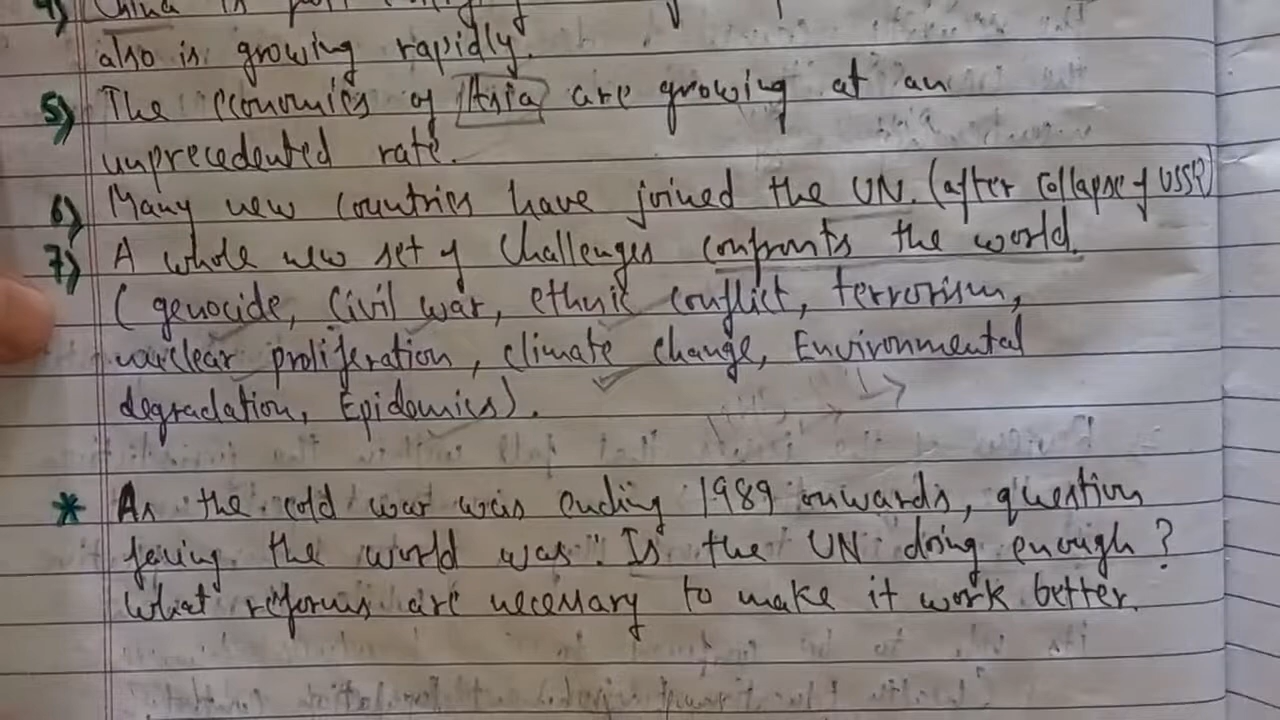 4) China is
also is growing rapidly.
5) The economies of Asia are growing at an
unprecedented rate.
6) Many new countries have joined the UN. (after collapse of USSR)
7) A whole new set of challenges confronts the world.
(genocide, civil war, ethnic conflict, terrorism,
nuclear proliferation, climate change, Environmental
degradation, Epidemics).
* As the cold war was ending 1989 onwards, question
facing the world was: Is the UN doing enough?
What reforms are necessary to make it work better.